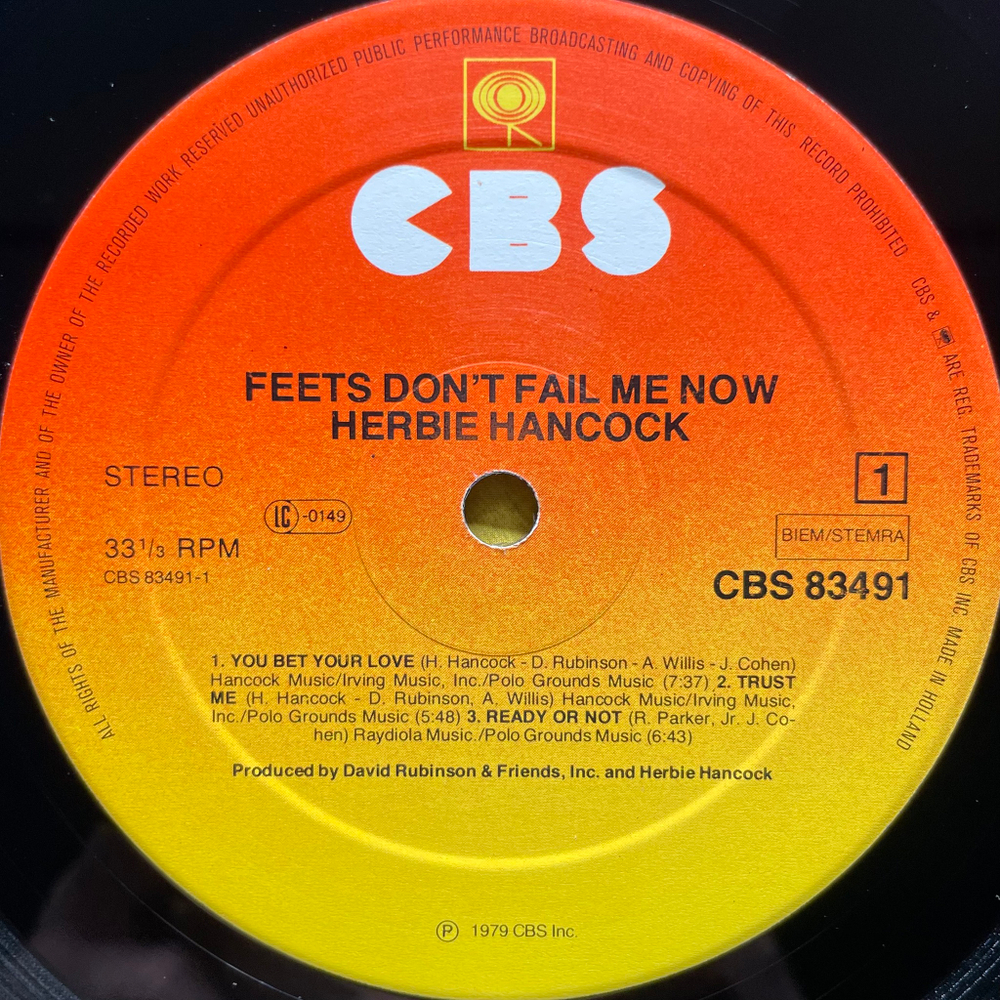 ALL RIGHTS OF THE MANUFACTURER AND OF THE OWNER OF THE RECORDED WORK RESERVED UNAUTHORIZED PUBLIC PERFORMANCE BROADCASTING AND COPYING OF THIS RECORD PROHIBITED CBS & ARE REG. TRADEMARKS OF CBS INC MADE IN HOLLAND
CBS
FEETS DON'T FAIL ME NOW
HERBIE HANCOCK
STEREO
1
LC-0149
BIEM/STEMRA
33 1/3 RPM
CBS 83491-1
CBS 83491
1. YOU BET YOUR LOVE (H. Hancock - D. Rubinson - A. Willis - J. Cohen)
Hancock Music/Irving Music, Inc./Polo Grounds Music (7:37) 2. TRUST
ME (H. Hancock - D. Rubinson, A. Willis) Hancock Music/Irving Music,
Inc./Polo Grounds Music (5:48) 3. READY OR NOT (R. Parker, Jr. J. Co-
hen) Raydiola Music./Polo Grounds Music (6:43)
Produced by David Rubinson & Friends, Inc. and Herbie Hancock
Ⓟ 1979 CBS Inc.